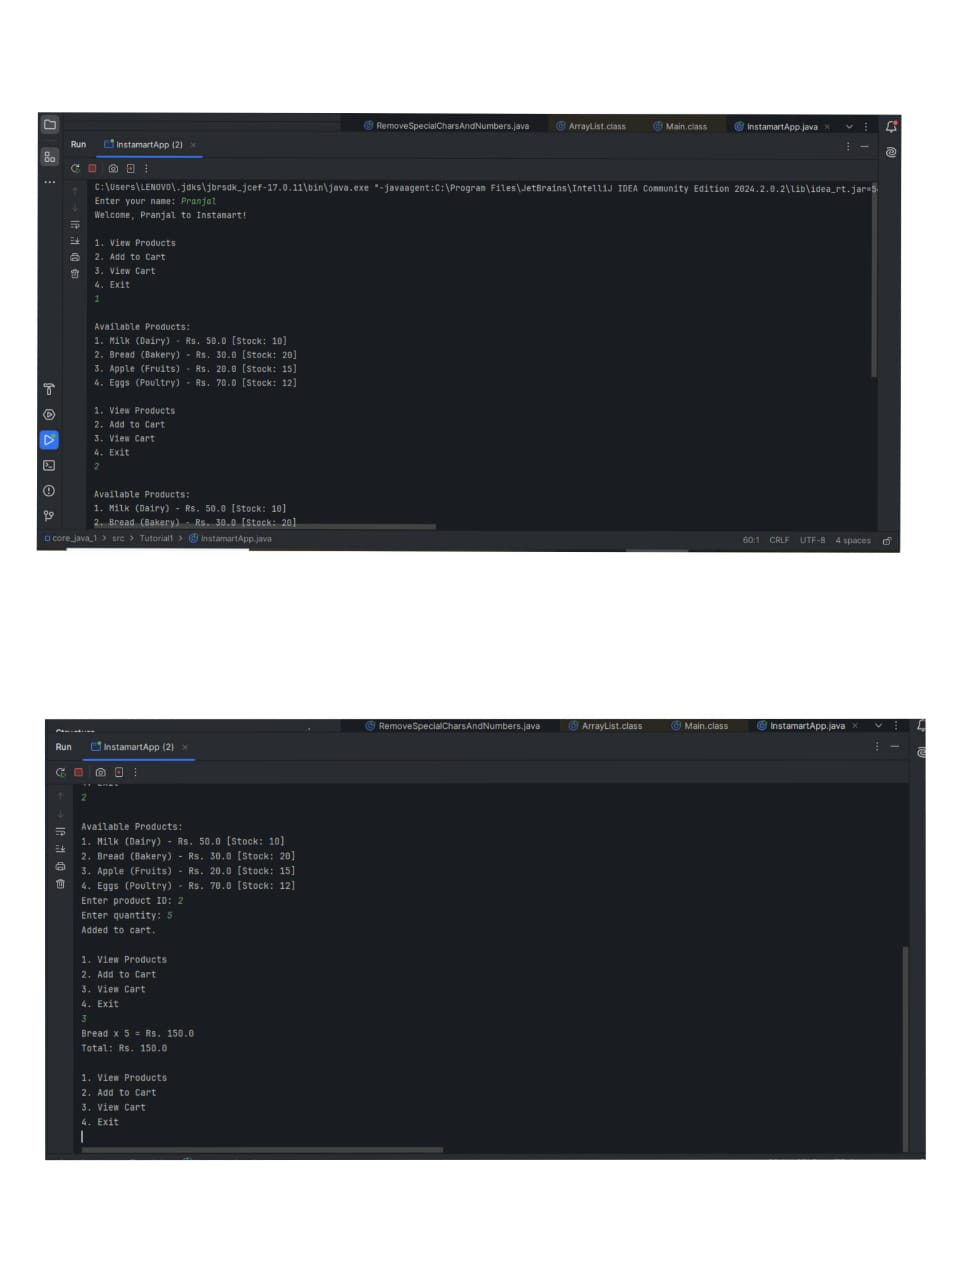 RemoveSpecialCharsAndNumbers.java ArrayList.class Main.class InstamartApp.java
Run InstamartApp (2)
C:\Users\LENOVO\.jdks\jbrsdk_jcef-17.0.11\bin\java.exe "-javaagent:C:\Program Files\JetBrains\IntelliJ IDEA Community Edition 2024.2.0.2\lib\idea_rt.jar=5
Enter your name: Pranjal
Welcome, Pranjal to Instamart!
1. View Products
2. Add to Cart
3. View Cart
4. Exit
1
Available Products:
1. Milk (Dairy) - Rs. 50.0 [Stock: 10]
2. Bread (Bakery) - Rs. 30.0 [Stock: 20]
3. Apple (Fruits) - Rs. 20.0 [Stock: 15]
4. Eggs (Poultry) - Rs. 70.0 [Stock: 12]
1. View Products
2. Add to Cart
3. View Cart
4. Exit
2
Available Products:
1. Milk (Dairy) - Rs. 50.0 [Stock: 10]
2. Bread (Bakery) - Rs. 30.0 [Stock: 20]
core_java_1 > src > Tutorial1 > InstamartApp.java 60:1 CRLF UTF-8 4 spaces
Structure RemoveSpecialCharsAndNumbers.java ArrayList.class Main.class InstamartApp.java
Run InstamartApp (2)
4. Exit
2
Available Products:
1. Milk (Dairy) - Rs. 50.0 [Stock: 10]
2. Bread (Bakery) - Rs. 30.0 [Stock: 20]
3. Apple (Fruits) - Rs. 20.0 [Stock: 15]
4. Eggs (Poultry) - Rs. 70.0 [Stock: 12]
Enter product ID: 2
Enter quantity: 5
Added to cart.
1. View Products
2. Add to Cart
3. View Cart
4. Exit
3
Bread x 5 = Rs. 150.0
Total: Rs. 150.0
1. View Products
2. Add to Cart
3. View Cart
4. Exit